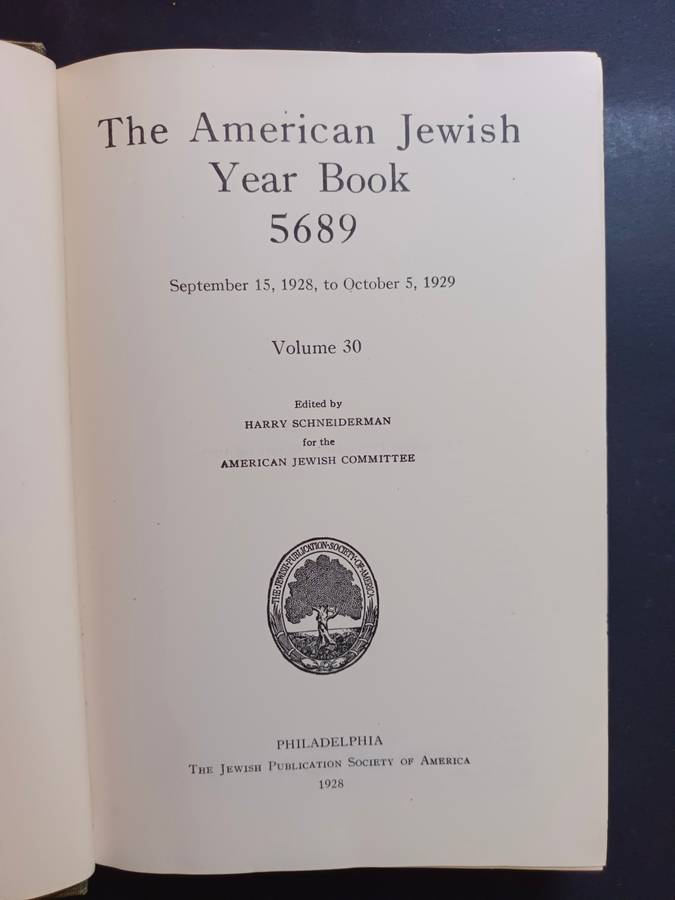 The American Jewish
Year Book
5689
September 15, 1928, to October 5, 1929
Volume 30
Edited by
HARRY SCHNEIDERMAN
for the
AMERICAN JEWISH COMMITTEE
·THE·JEWISH·PUBLICATION·SOCIETY·OF·AMERICA·
PHILADELPHIA
THE JEWISH PUBLICATION SOCIETY OF AMERICA
1928